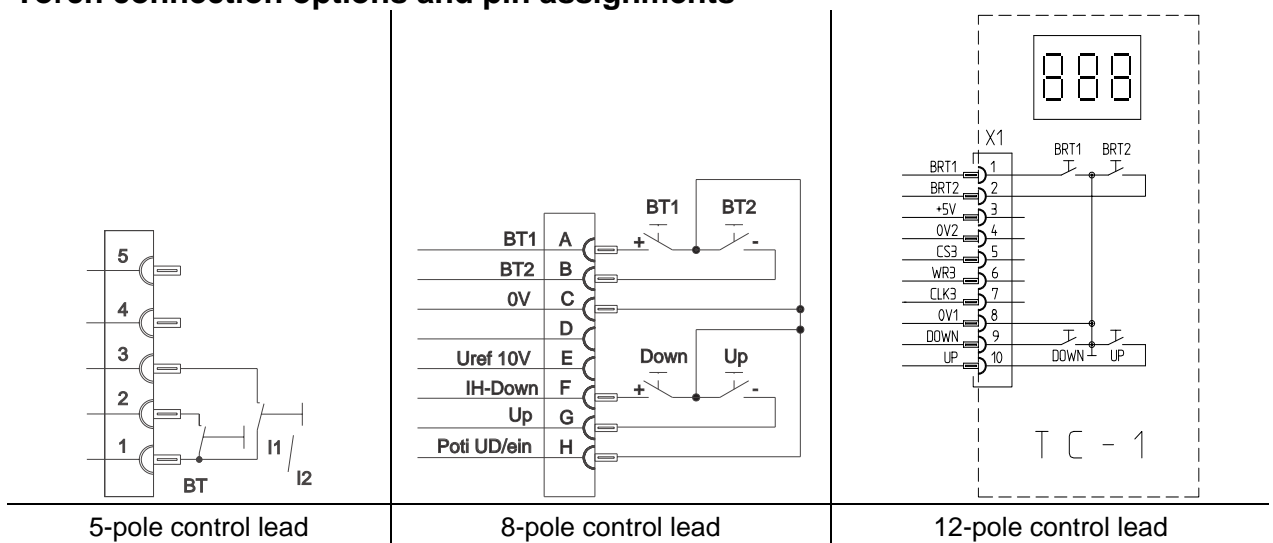 Torch connection options and pin assignments
5
4
3
2
1
BT
I1
I2
BT1 BT2
BT1 A + -
BT2 B
0V C
D
Uref 10V E Down Up
IH-Down F + -
Up G
Poti UD/ein H
888
X1
BRT1 BRT2
BRT1 1
BRT2 2
+5V 3
0V2 4
CS3 5
WR3 6
CLK3 7
0V1 8
DOWN 9
UP 10 DOWN UP
TC-1
5-pole control lead
8-pole control lead
12-pole control lead